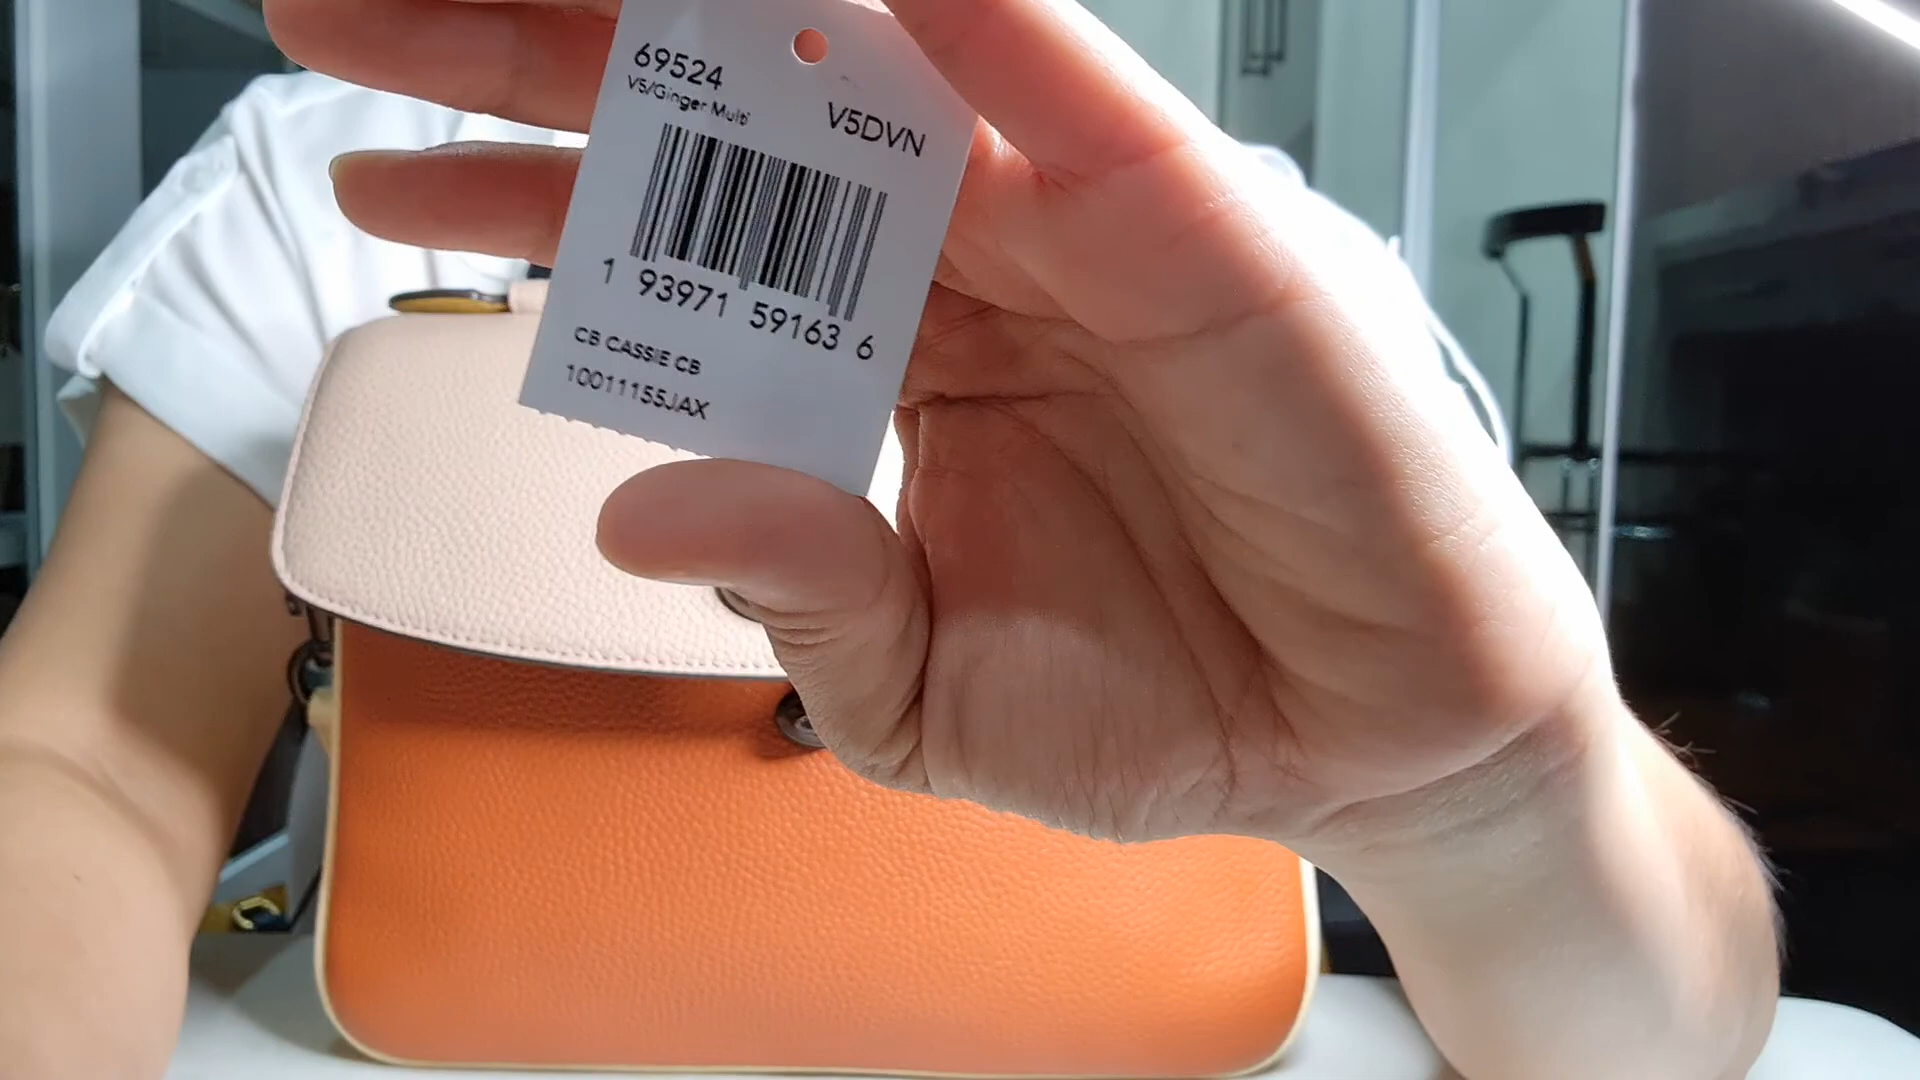 69524
V5/Ginger Multi
V5DVN
1 93971 59163 6
CB CASSIE CB
10011155JAX